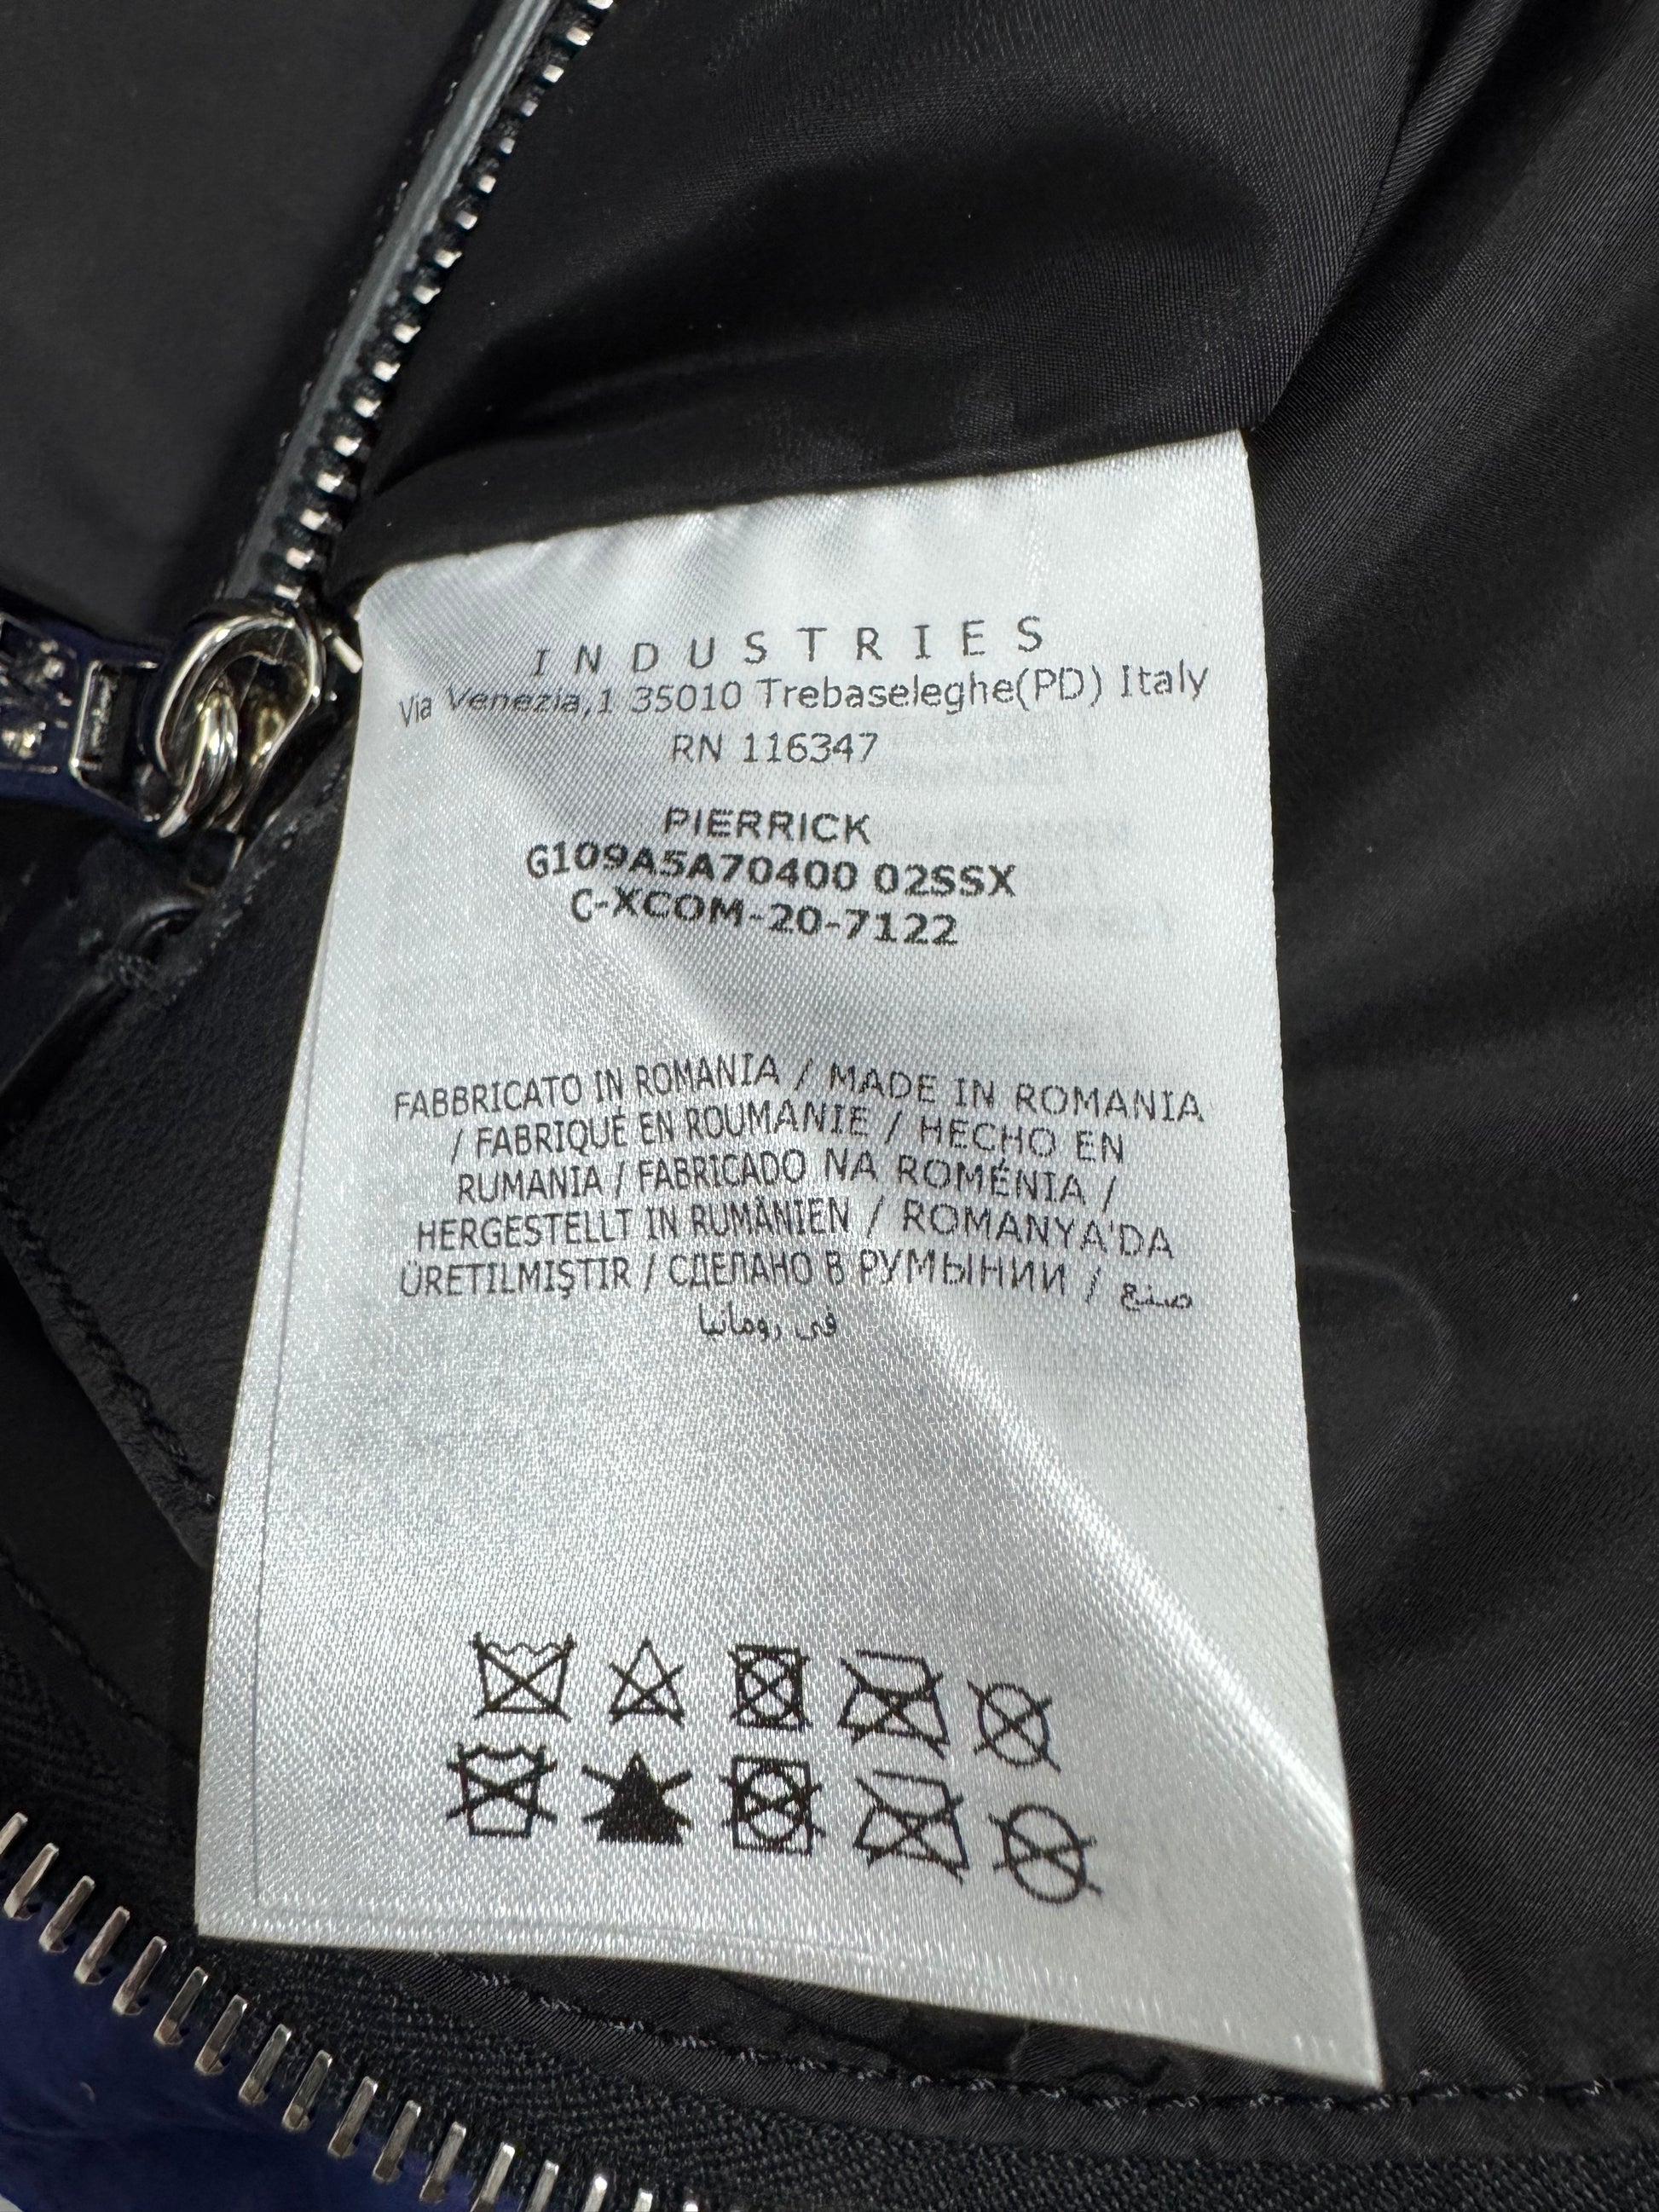 INDUSTRIES
Via Venezia,1 35010 Trebaseleghe(PD) Italy
RN 116347
PIERRICK
G109A5A70400 02SSX
C-XCOM-20-7122
FABBRICATO IN ROMANIA / MADE IN ROMANIA
/ FABRIQUÉ EN ROUMANIE / HECHO EN
RUMANIA / FABRICADO NA ROMÉNIA /
HERGESTELLT IN RUMÄNIEN / ROMANYA'DA
ÜRETILMIŞTIR / СДЕЛАНО В РУМЫНИИ / صنع
في رومانيا